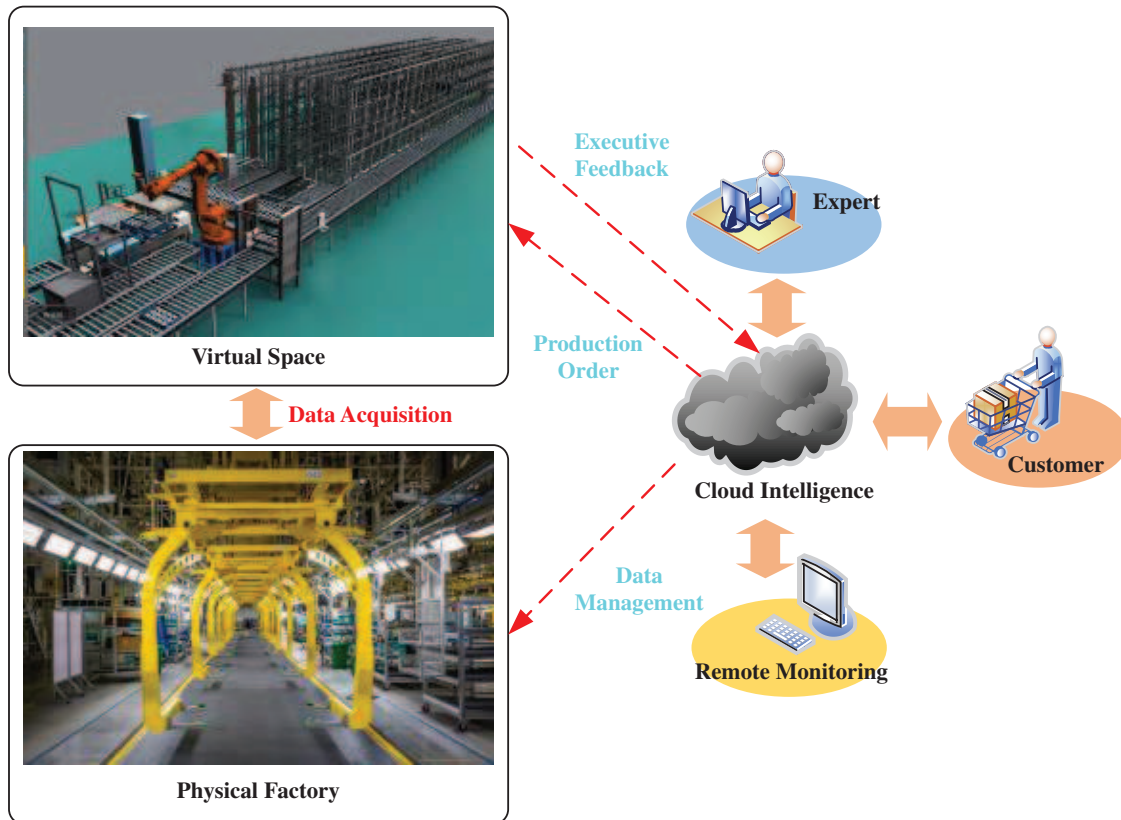 Executive
Feedback
Expert
Virtual Space
Production
Order
Data Acquisition
Customer
Cloud Intelligence
Data
Management
Remote Monitoring
Physical Factory